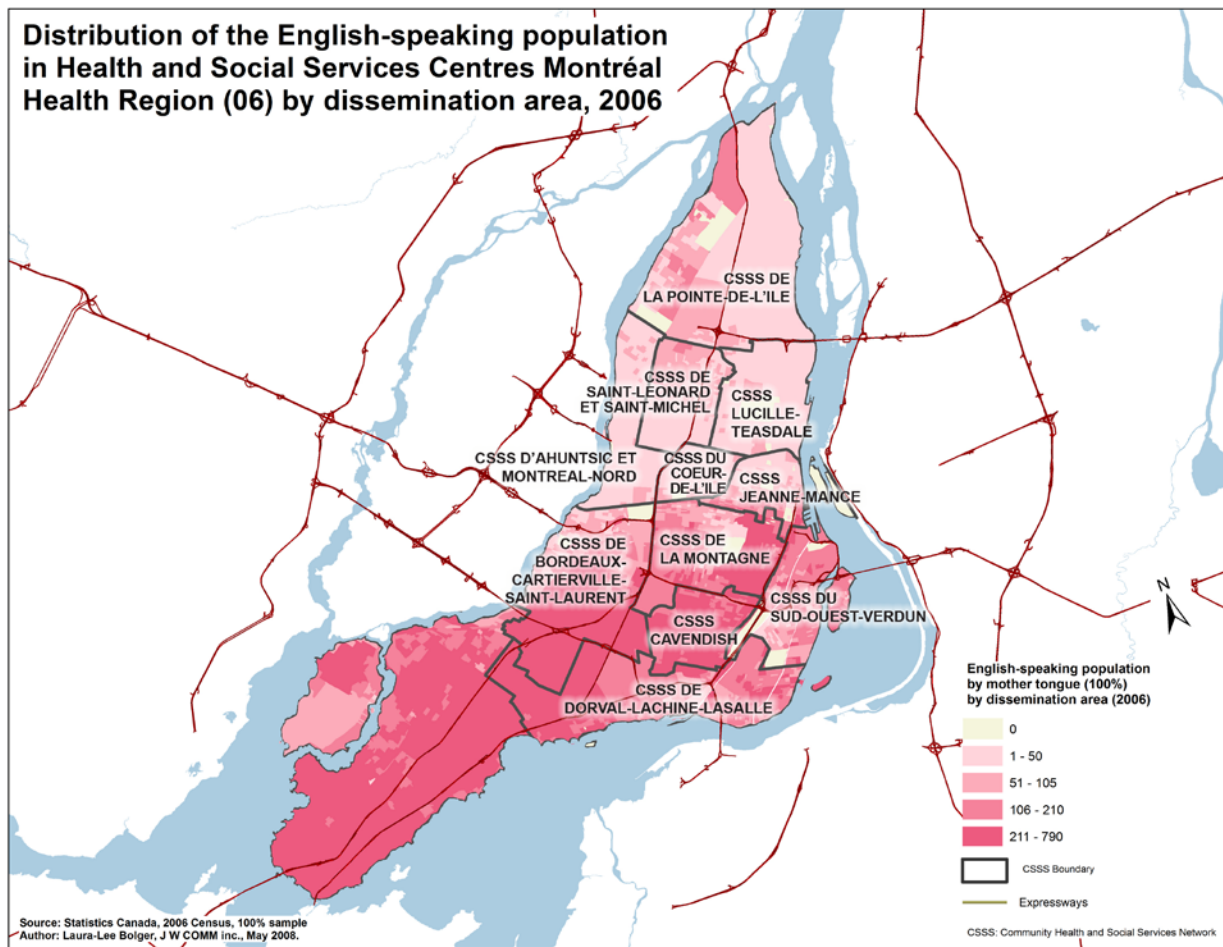 Distribution of the English-speaking population
in Health and Social Services Centres Montréal
Health Region (06) by dissemination area, 2006
CSSS DE
LA POINTE-DE-L'ILE
CSSS DE
SAINT-LÉONARD
ET SAINT-MICHEL
CSSS
LUCILLE-
TEASDALE
CSSS D'AHUNTSIC ET
MONTREAL-NORD
CSSS DU
COEUR-
DE-L'ILE
CSSS
JEANNE-MANCE
CSSS DE
BORDEAUX-
CARTIERVILLE-
SAINT-LAURENT
CSSS DE
LA MONTAGNE
CSSS
CAVENDISH
CSSS DU
SUD-OUEST-VERDUN
CSSS DE
DORVAL-LACHINE-LASALLE
N
English-speaking population
by mother tongue (100%)
by dissemination area (2006)
0
1 - 50
51 - 105
106 - 210
211 - 790
CSSS Boundary
Expressways
Source: Statistics Canada, 2006 Census, 100% sample
Author: Laura-Lee Bolger, J W COMM inc., May 2008.
CSSS: Community Health and Social Services Network